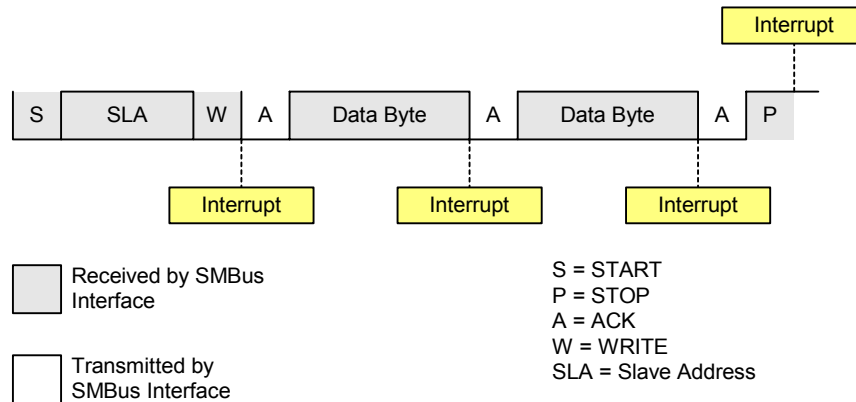 Interrupt
S SLA W A Data Byte A Data Byte A P
Interrupt Interrupt Interrupt
Received by SMBus
Interface
Transmitted by
SMBus Interface
S = START
P = STOP
A = ACK
W = WRITE
SLA = Slave Address